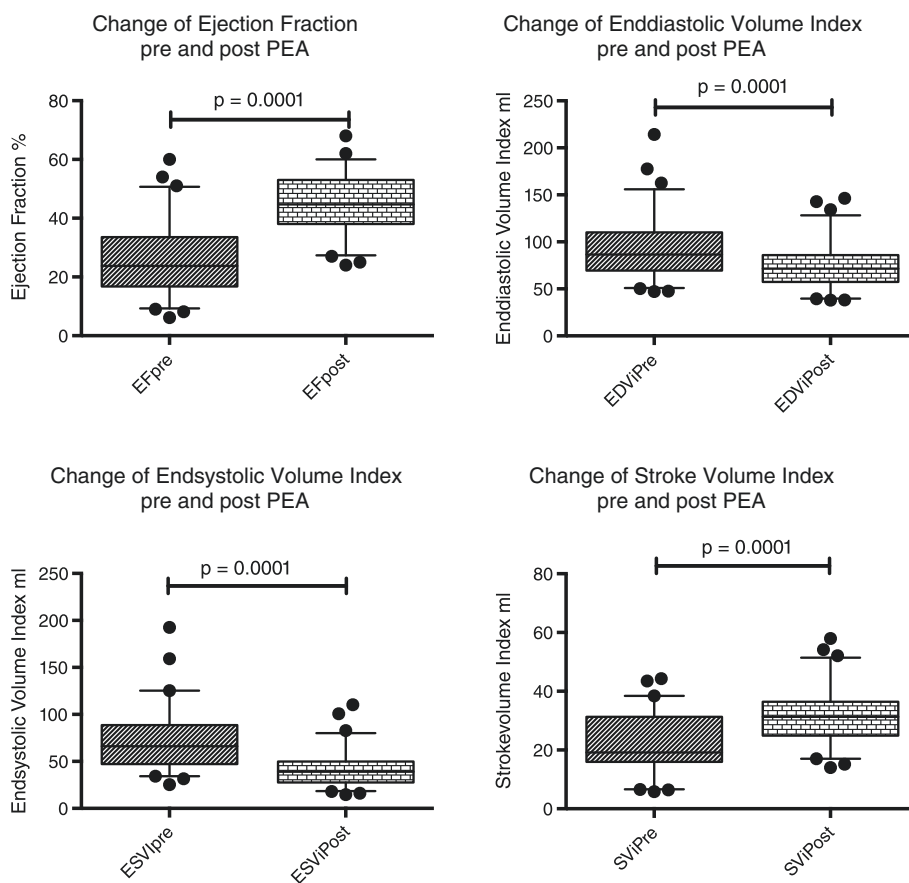 Change of Ejection Fraction
pre and post PEA
p = 0.0001
Ejection Fraction %
80
60
40
20
0
EFpre
EFpost
Change of Enddiastolic Volume Index
pre and post PEA
p = 0.0001
Enddiastolic Volume Index ml
250
200
150
100
50
0
EDViPre
EDViPost
Change of Endsystolic Volume Index
pre and post PEA
p = 0.0001
Endsystolic Volume Index ml
250
200
150
100
50
0
ESVIpre
ESViPost
Change of Stroke Volume Index
pre and post PEA
p = 0.0001
Strokevolume Index ml
80
60
40
20
0
SViPre
SViPost